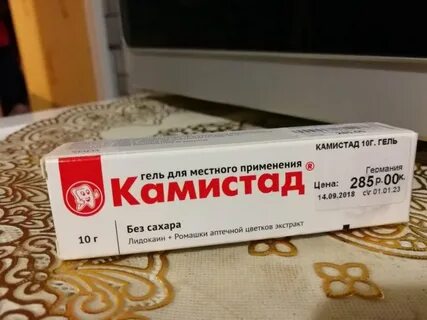 гель для местного применения
Камистад®
Без сахара
10 г
Лидокаин + Ромашки аптечной цветков экстракт
КАМИСТАД 10Г. ГЕЛЬ
Германия
Цена: 285р.00к.
14.09.2018 с/г 01.01.23